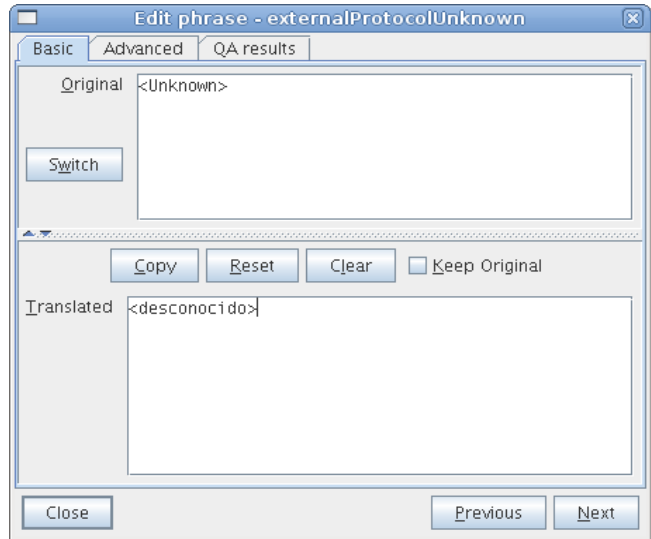 Edit phrase - externalProtocolUnknown
Basic Advanced QA results
Original <Unknown>
Switch
Copy Reset Clear Keep Original
Translated <desconocido>
Close Previous Next